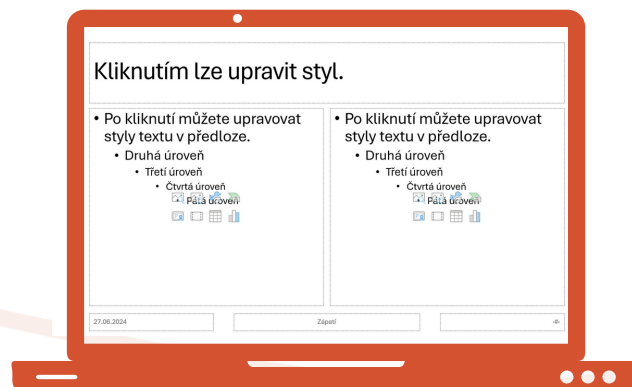 Kliknutím lze upravit styl.
• Po kliknutí můžete upravovat
styly textu v předloze.
• Druhá úroveň
• Třetí úroveň
• Čtvrtá úroveň
• Pátá úroveň
• Po kliknutí můžete upravovat
styly textu v předloze.
• Druhá úroveň
• Třetí úroveň
• Čtvrtá úroveň
• Pátá úroveň
27.06.2024
Zápatí
‹#›